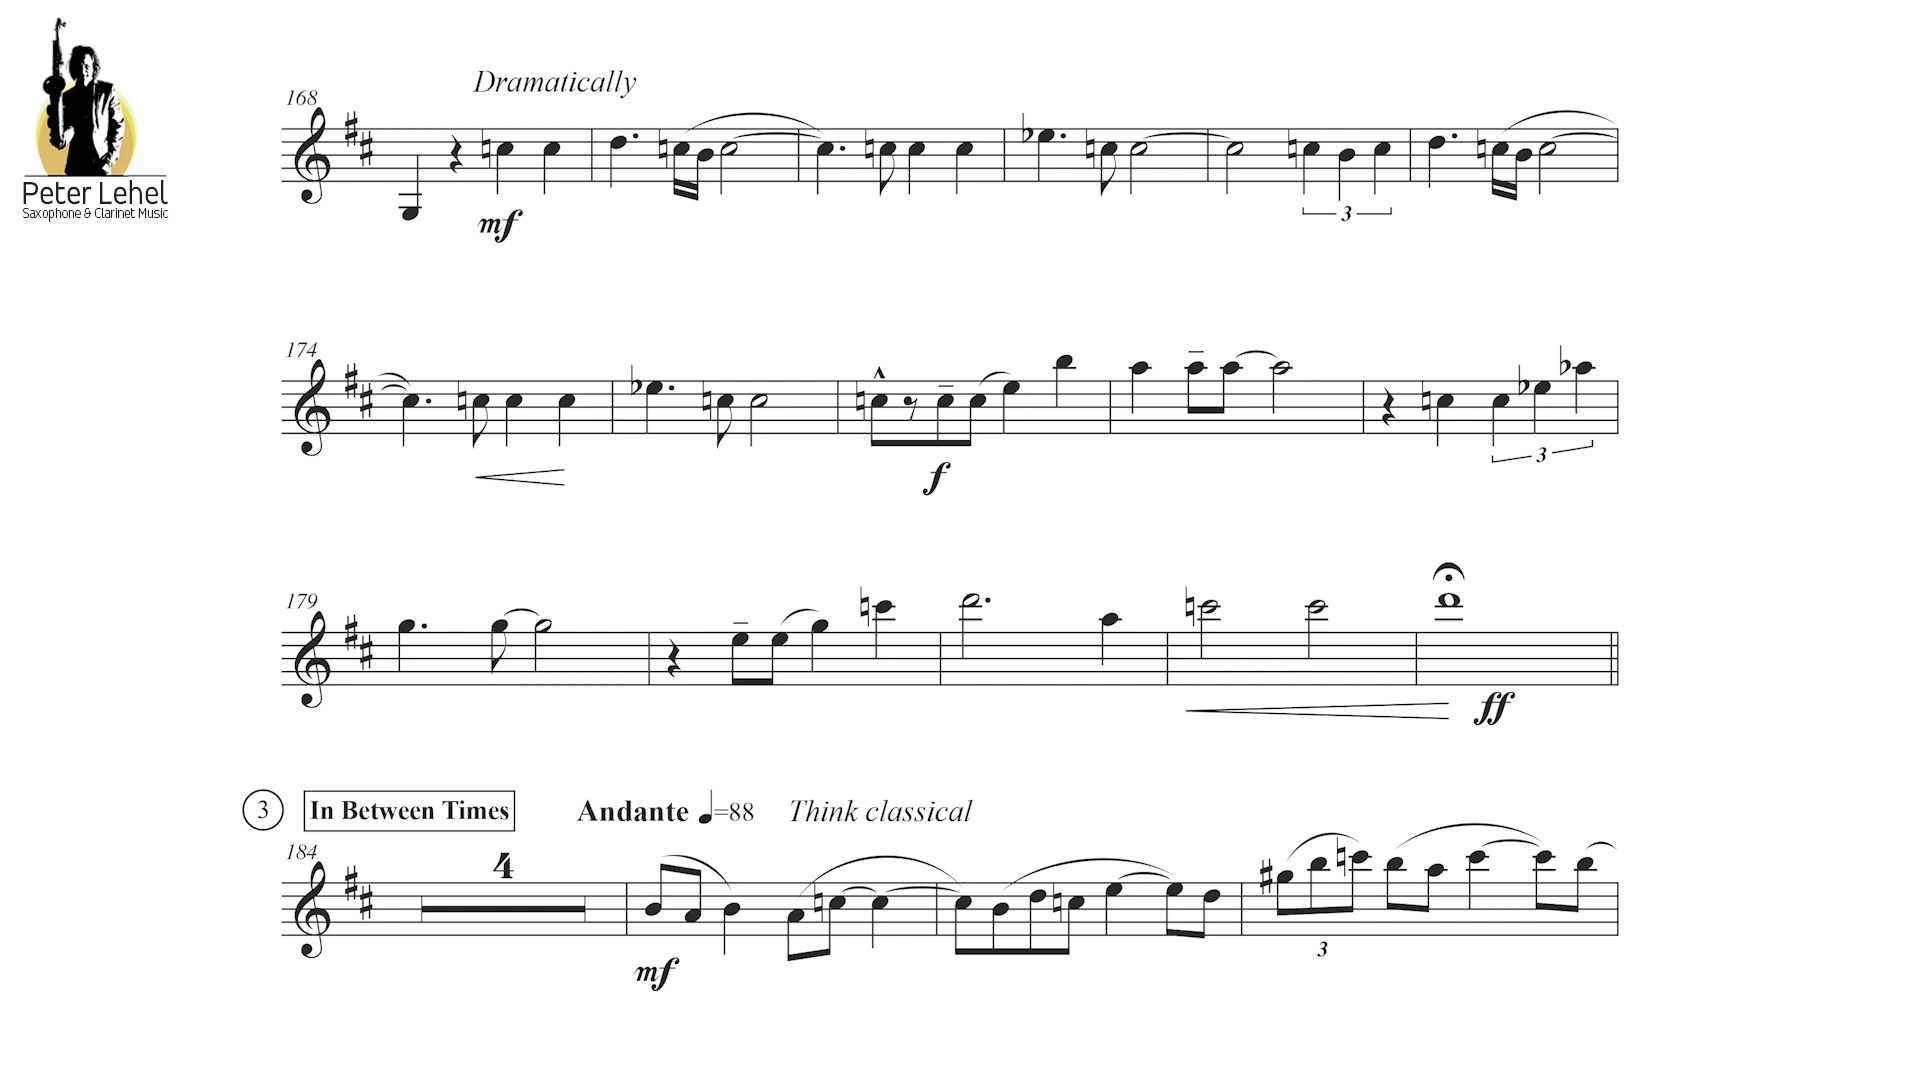 Peter Lehel
Saxophone & Clarinet Music
Dramatically
168
mf
3
174
f
3
179
ff
3 In Between Times Andante =88 Think classical
184
4
mf
3